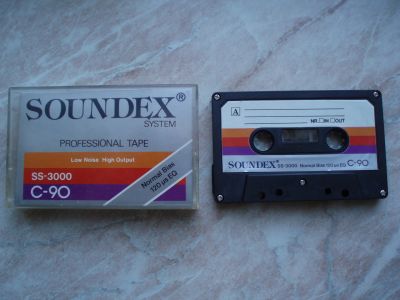 SOUNDEX®
SYSTEM
PROFESSIONAL TAPE
Low Noise High Output
SS-3000
C-90
Normal Bias
120 µs EQ
A
NR □IN □OUT
SOUNDEX® SS-3000 Normal Bias 120 µs EQ C-90